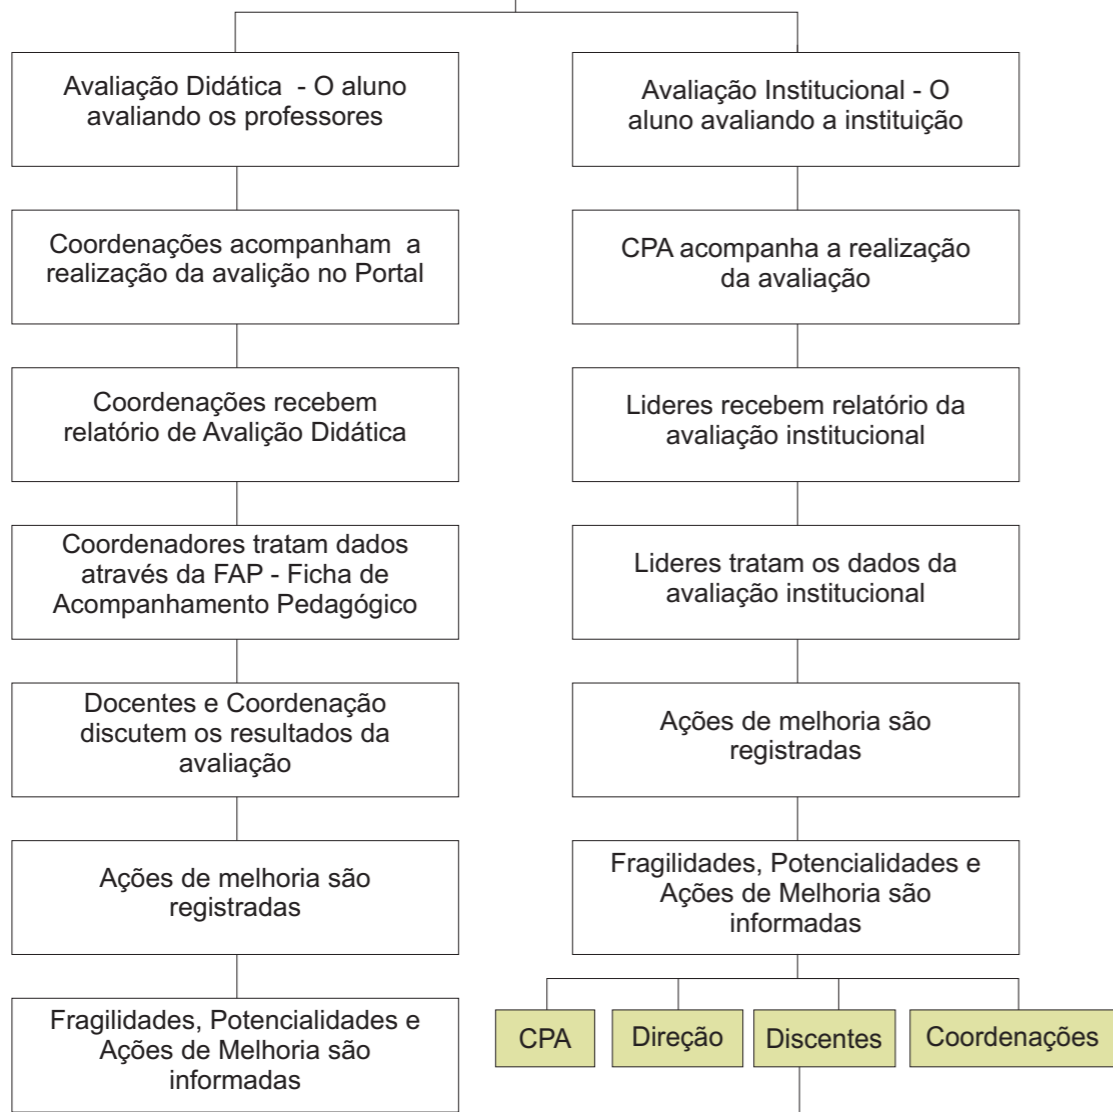 Avaliação Didática  - O aluno
avaliando os professores
Coordenações acompanham  a
realização da avalição no Portal
Coordenações recebem
relatório de Avalição Didática
Coordenadores tratam dados
através da FAP - Ficha de
Acompanhamento Pedagógico
Docentes e Coordenação
discutem os resultados da
avaliação
Ações de melhoria são
registradas
Fragilidades, Potencialidades e
Ações de Melhoria são
informadas
Avaliação Institucional - O
aluno avaliando a instituição
CPA acompanha a realização
da avaliação
Lideres recebem relatório da
avaliação institucional
Lideres tratam os dados da
avaliação institucional
Ações de melhoria são
registradas
Fragilidades, Potencialidades e
Ações de Melhoria são
informadas
CPA
Direção
Discentes
Coordenações